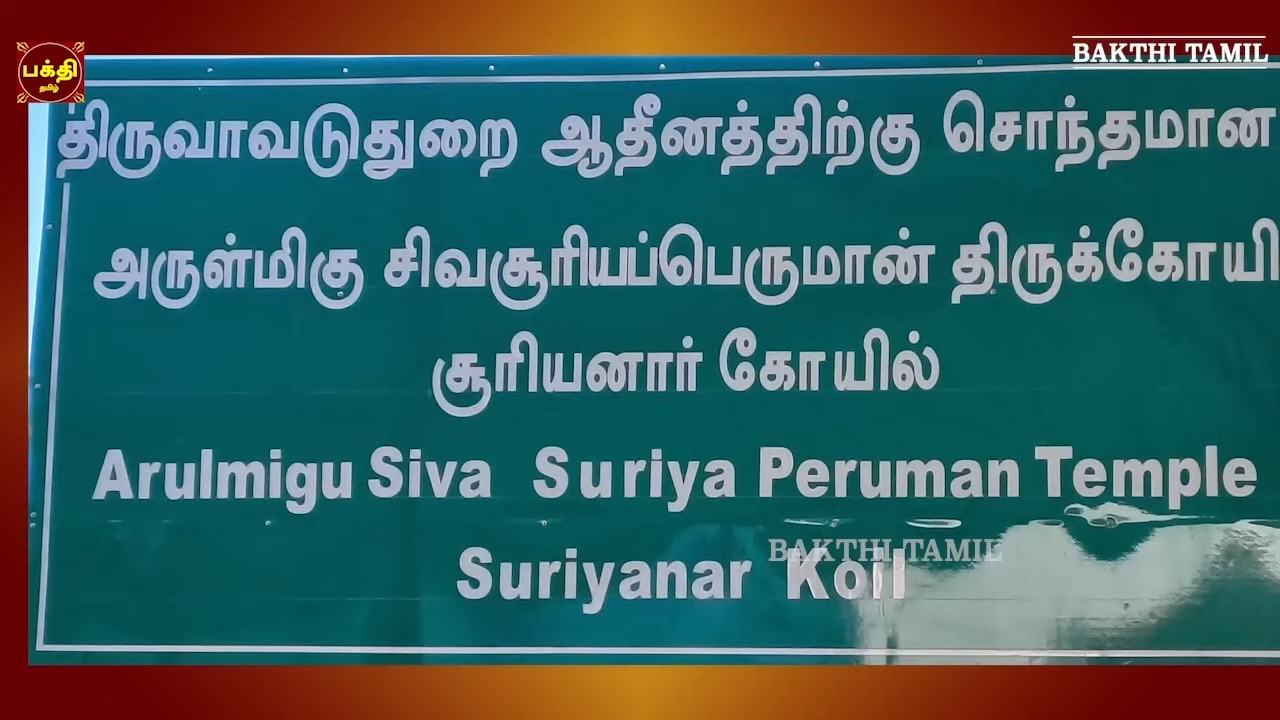 பக்தி
தமிழ்
BAKTHI TAMIL
திருவாவடுதுறை ஆதீனத்திற்கு சொந்தமான
அருள்மிகு சிவசூரியப்பெருமான் திருக்கோயி
சூரியனார் கோயில்
Arulmigu Siva Suriya Peruman Temple
BAKTHI TAMIL
Suriyanar Koil